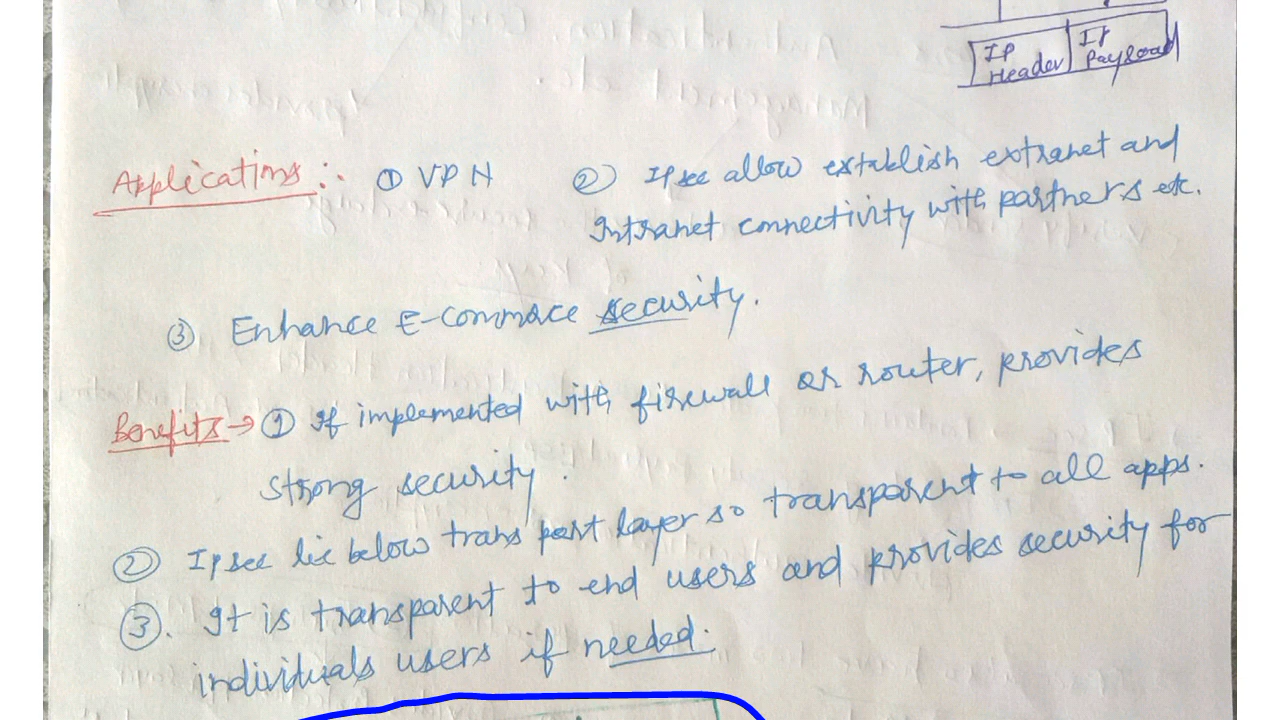 IP Header
IP Payload
Applications :- ① VPN
② Ipsec allow establish extranet and
Intranet connectivity with partners etc.
③ Enhance E-commrce security.
Benefits → ① If implemented with firewall or router, provides
strong security.
② Ipsec lie below transport layer so transparent to all apps.
③. It is transparent to end users and provides security for
individuals users if needed.